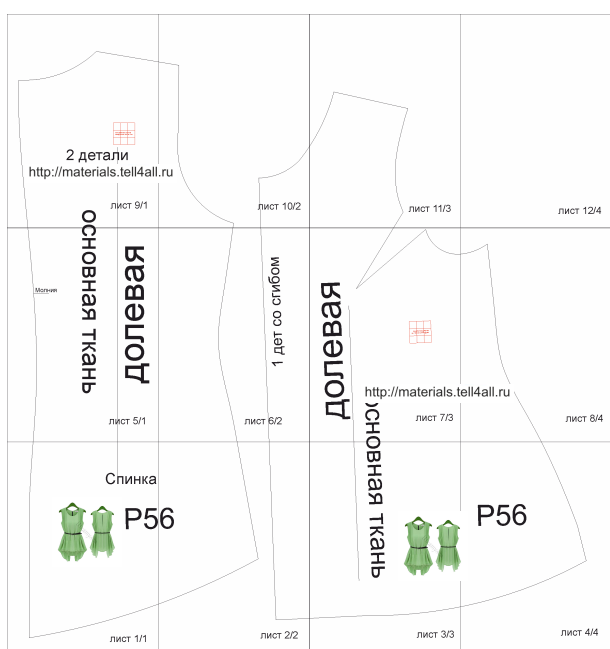 2 детали
http://materials.tell4all.ru
лист 9/1
лист 10/2
лист 11/3
лист 12/4
основная ткань
долевая
Молния
1 дет со сгибом
долевая
http://materials.tell4all.ru
основная ткань
лист 5/1
лист 6/2
лист 7/3
лист 8/4
Спинка
P56
P56
лист 1/1
лист 2/2
лист 3/3
лист 4/4